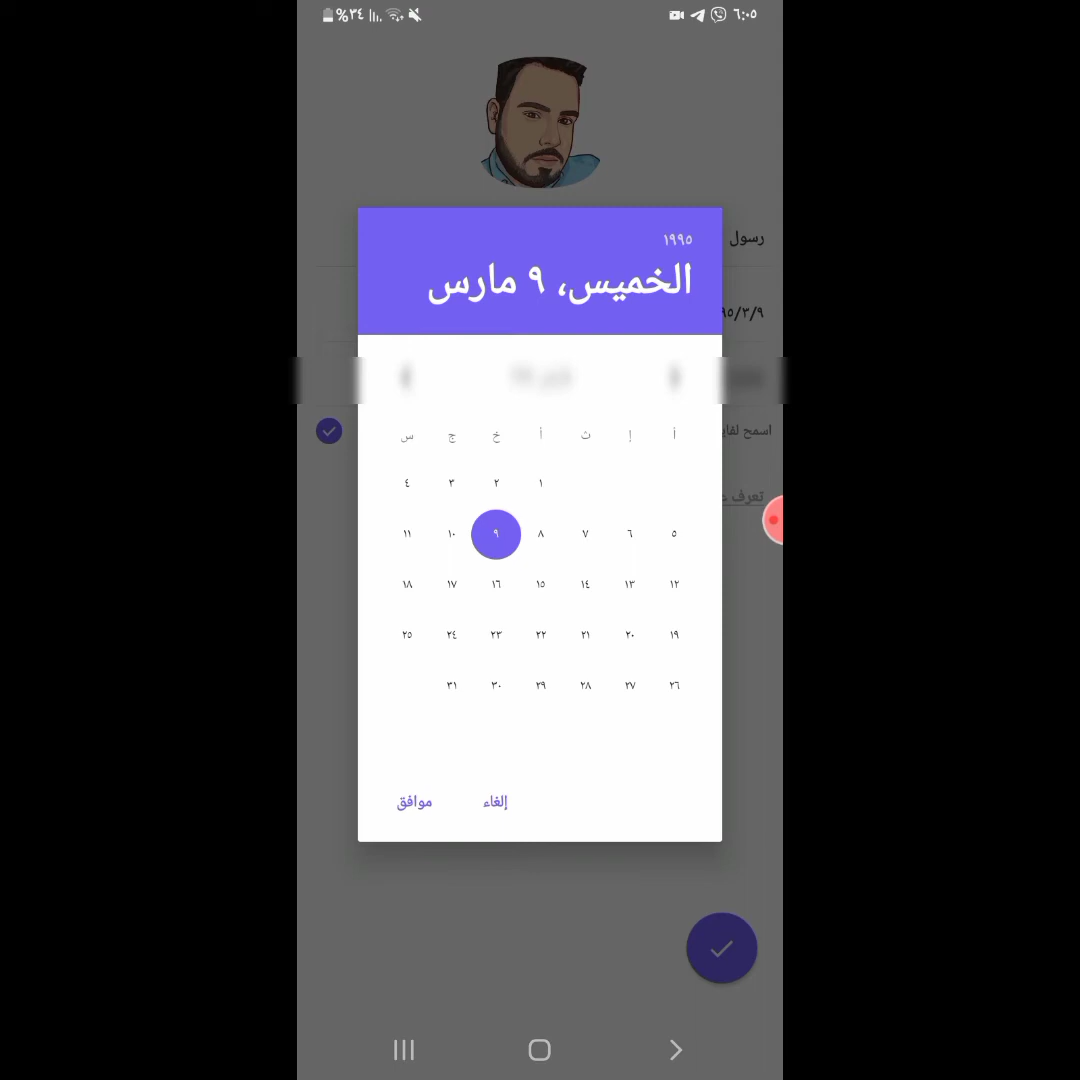 ٦:٠٥
%٣٤
رسول
١٩٩٥
الخميس، ٩ مارس
٩٥/٣/٩
أ إ ث أ خ ج س
١ ٢ ٣ ٤
اسمح
٥ ٦ ٧ ٨ ٩ ١٠ ١١
تعرف
١٢ ١٣ ١٤ ١٥ ١٦ ١٧ ١٨
١٩ ٢٠ ٢١ ٢٢ ٢٣ ٢٤ ٢٥
٢٦ ٢٧ ٢٨ ٢٩ ٣٠ ٣١
إلغاء
موافق